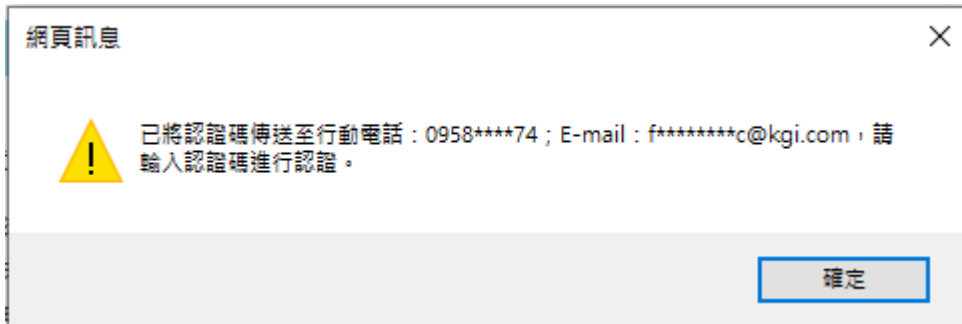 網頁訊息
已將認證碼傳送至行動電話：0958****74；E-mail：f********c@kgi.com，請
輸入認證碼進行認證。
確定